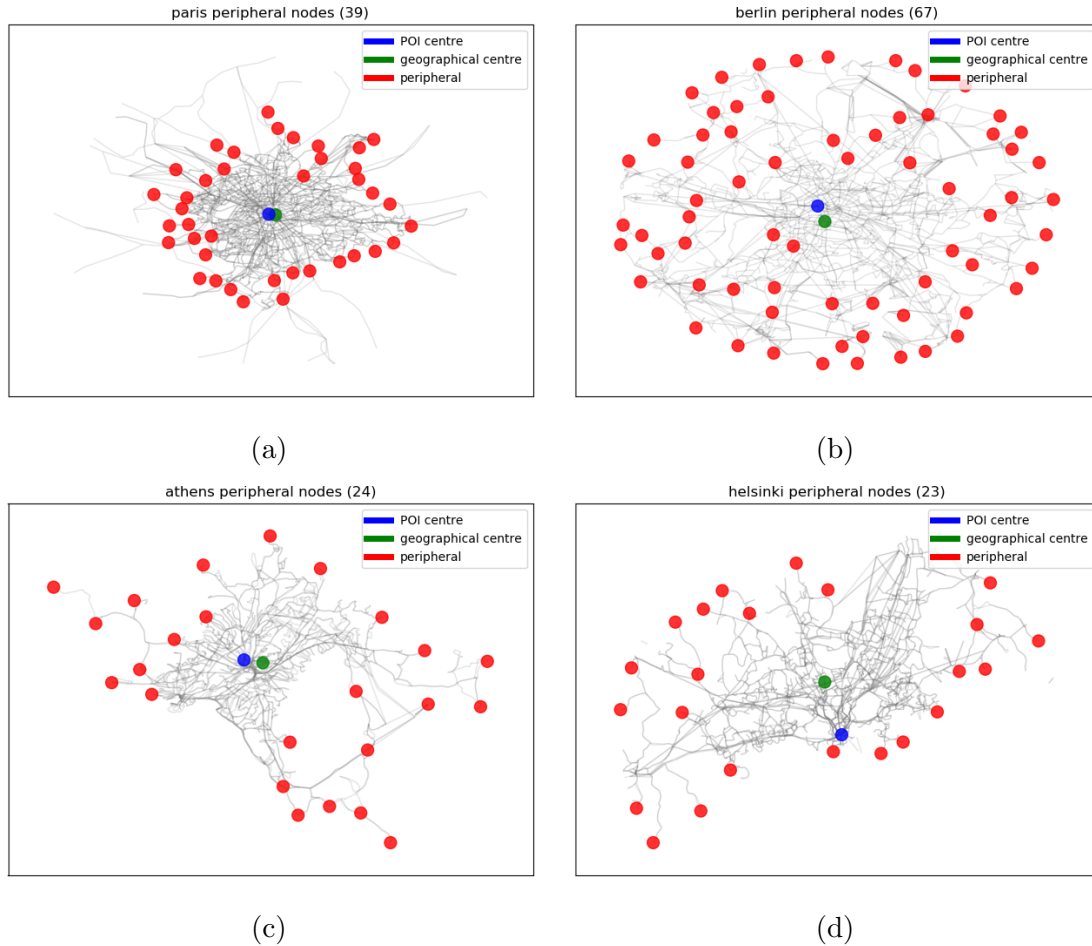 paris peripheral nodes (39)
POI centre
geographical centre
peripheral
(a)
berlin peripheral nodes (67)
POI centre
geographical centre
peripheral
(b)
athens peripheral nodes (24)
POI centre
geographical centre
peripheral
(c)
helsinki peripheral nodes (23)
POI centre
geographical centre
peripheral
(d)